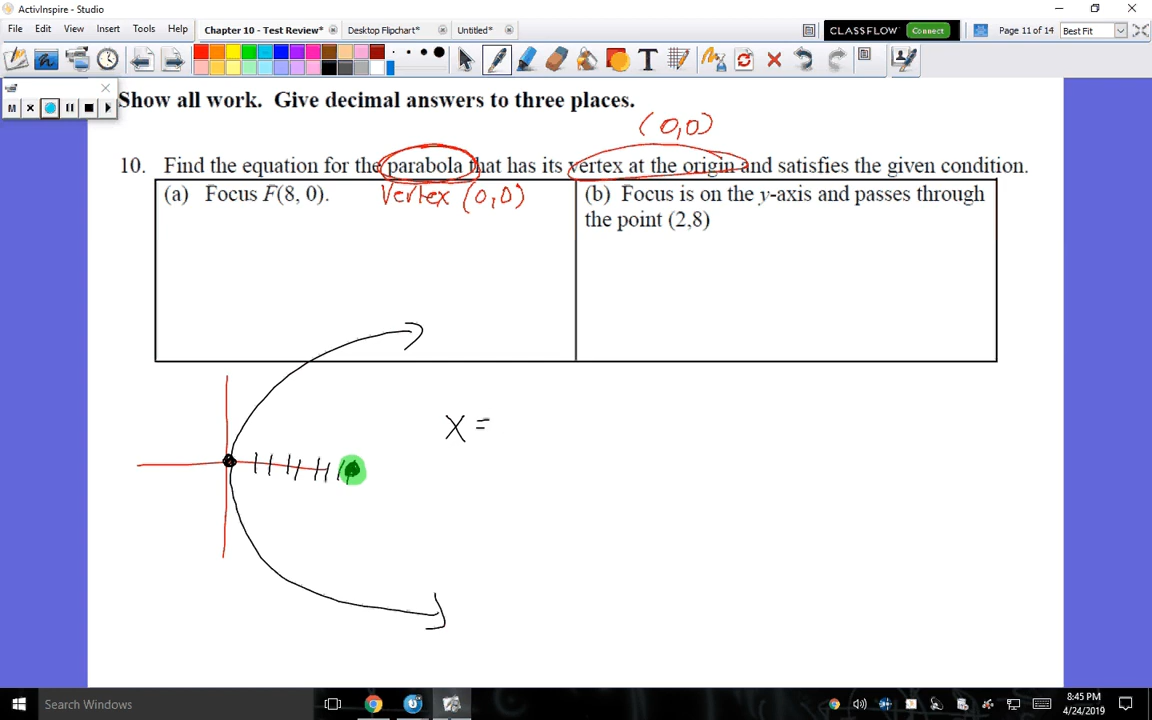 ActivInspire - Studio
File Edit View Insert Tools Help Chapter 10 - Test Review* Desktop Flipchart* Untitled* CLASSFLOW Connect Page 11 of 14 Best Fit
Show all work. Give decimal answers to three places.
(0,0)
10. Find the equation for the parabola that has its vertex at the origin and satisfies the given condition.
(a) Focus F(8, 0). Vertex (0,0)
(b) Focus is on the y-axis and passes through
the point (2,8)
X =
Search Windows
8:45 PM
4/24/2019